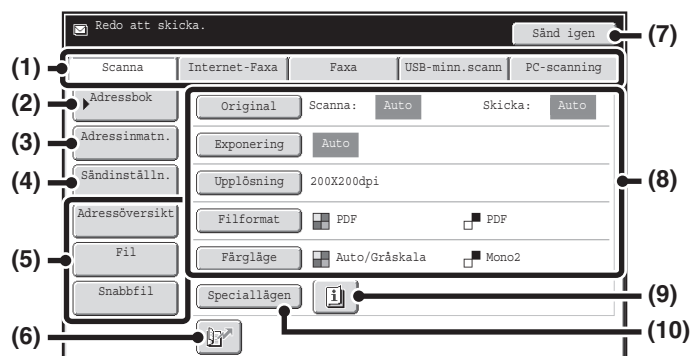 Redo att skicka.
Sänd igen
(7)
(1)
Scanna Internet-Faxa Faxa USB-minn.scann PC-scanning
(2)
Adressbok
Original Scanna: Auto Skicka: Auto
(3)
Adressinmatn.
Exponering Auto
(4)
Sändinställn.
Upplösning 200X200dpi
(8)
Adressöversikt
Filformat PDF PDF
(5)
Fil
Färgläge Auto/Gråskala Mono2
Snabbfil
Speciallägen
(9)
(10)
(6)